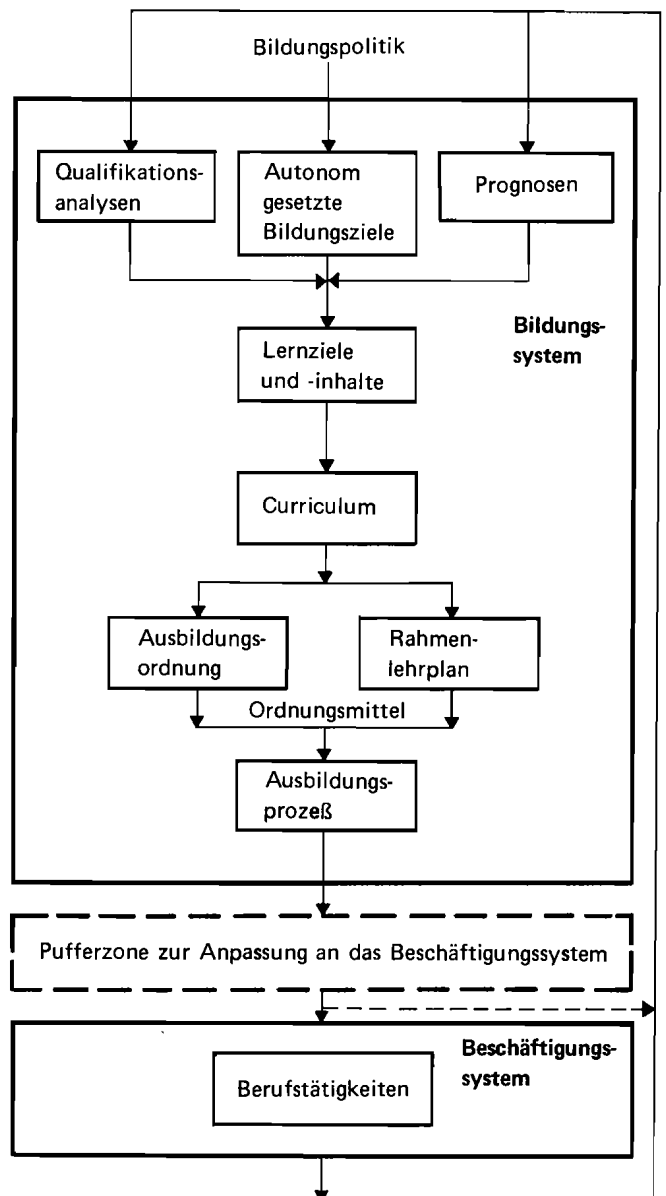 Bildungspolitik
Qualifikations-
analysen
Autonom
gesetzte
Bildungsziele
Prognosen
Bildungs-
system
Lernziele
und -inhalte
Curriculum
Ausbildungs-
ordnung
Rahmen-
lehrplan
Ordnungsmittel
Ausbildungs-
prozeß
Pufferzone zur Anpassung an das Beschäftigungssystem
Beschäftigungs-
system
Berufstätigkeiten